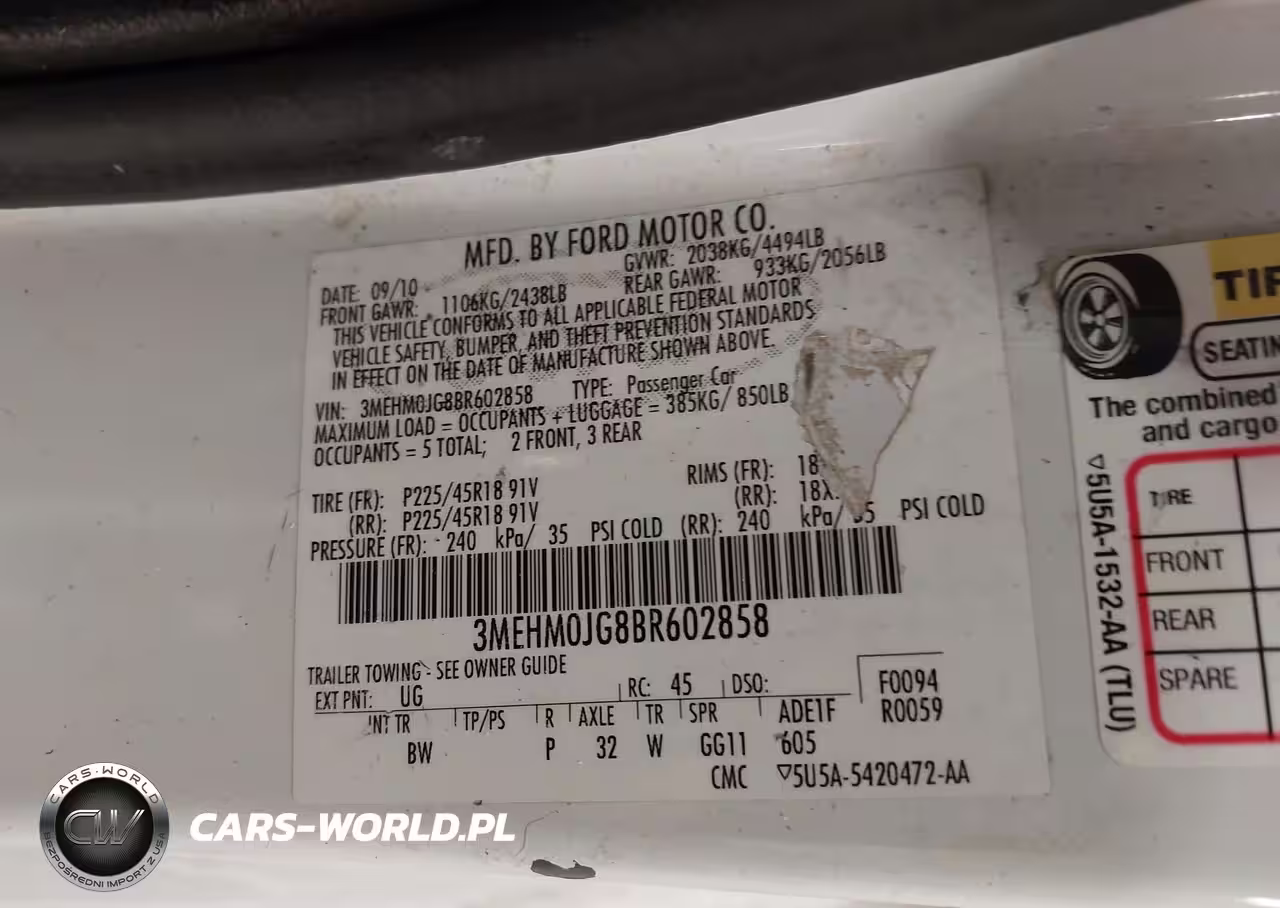 MFD. BY FORD MOTOR CO.
DATE: 09/10
GVWR: 2038KG/4494LB
FRONT GAWR: 1106KG/2438LB
REAR GAWR: 933KG/2056LB
THIS VEHICLE CONFORMS TO ALL APPLICABLE FEDERAL MOTOR
VEHICLE SAFETY, BUMPER, AND THEFT PREVENTION STANDARDS
IN EFFECT ON THE DATE OF MANUFACTURE SHOWN ABOVE.
VIN: 3MEHM0JG8BR602858 TYPE: Passenger Car
MAXIMUM LOAD = OCCUPANTS + LUGGAGE = 385KG/ 850LB
OCCUPANTS = 5 TOTAL; 2 FRONT, 3 REAR
TIRE (FR): P225/45R18 91V RIMS (FR): 18
(RR): P225/45R18 91V (RR): 18X
PRESSURE (FR): 240 kPa/ 35 PSI COLD (RR): 240 kPa/ 35 PSI COLD
3MEHM0JG8BR602858
TRAILER TOWING - SEE OWNER GUIDE
EXT PNT: UG RC: 45 DSO: F0094
INT TR TP/PS R AXLE TR SPR ADE1F R0059
BW P 32 W GG11 605
CMC ▽5U5A-5420472-AA
SEATIN
The combined
and cargo
TIRE
FRONT
REAR
SPARE
▽5U5A-1532-AA (TLU)
CARS-WORLD
CW
BEZPOŚREDNI IMPORT Z USA
CARS-WORLD.PL